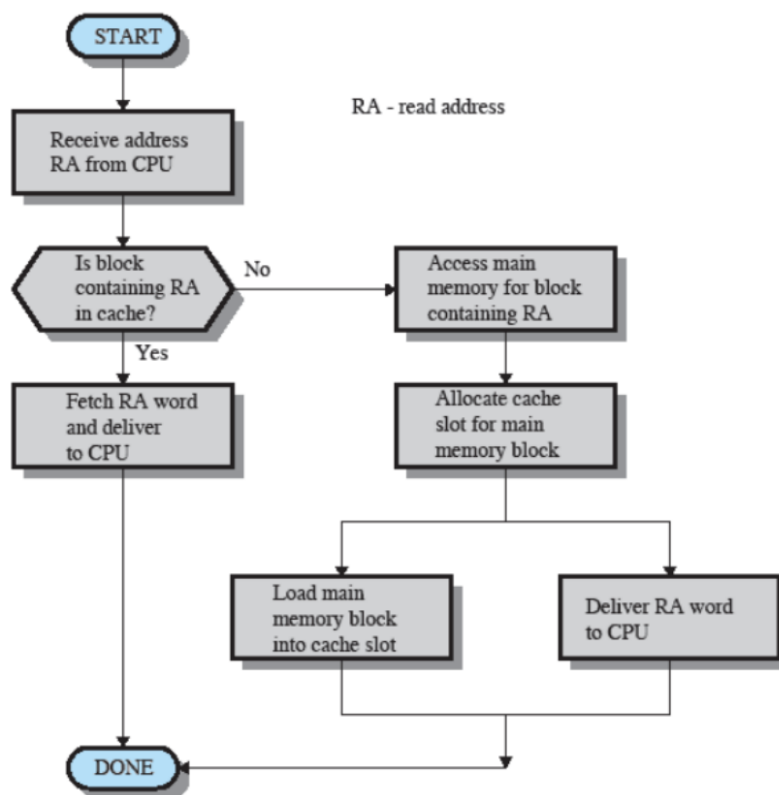 START
RA - read address
Receive address
RA from CPU
Is block
containing RA
in cache?
No
Yes
Access main
memory for block
containing RA
Fetch RA word
and deliver
to CPU
Allocate cache
slot for main
memory block
Load main
memory block
into cache slot
Deliver RA word
to CPU
DONE